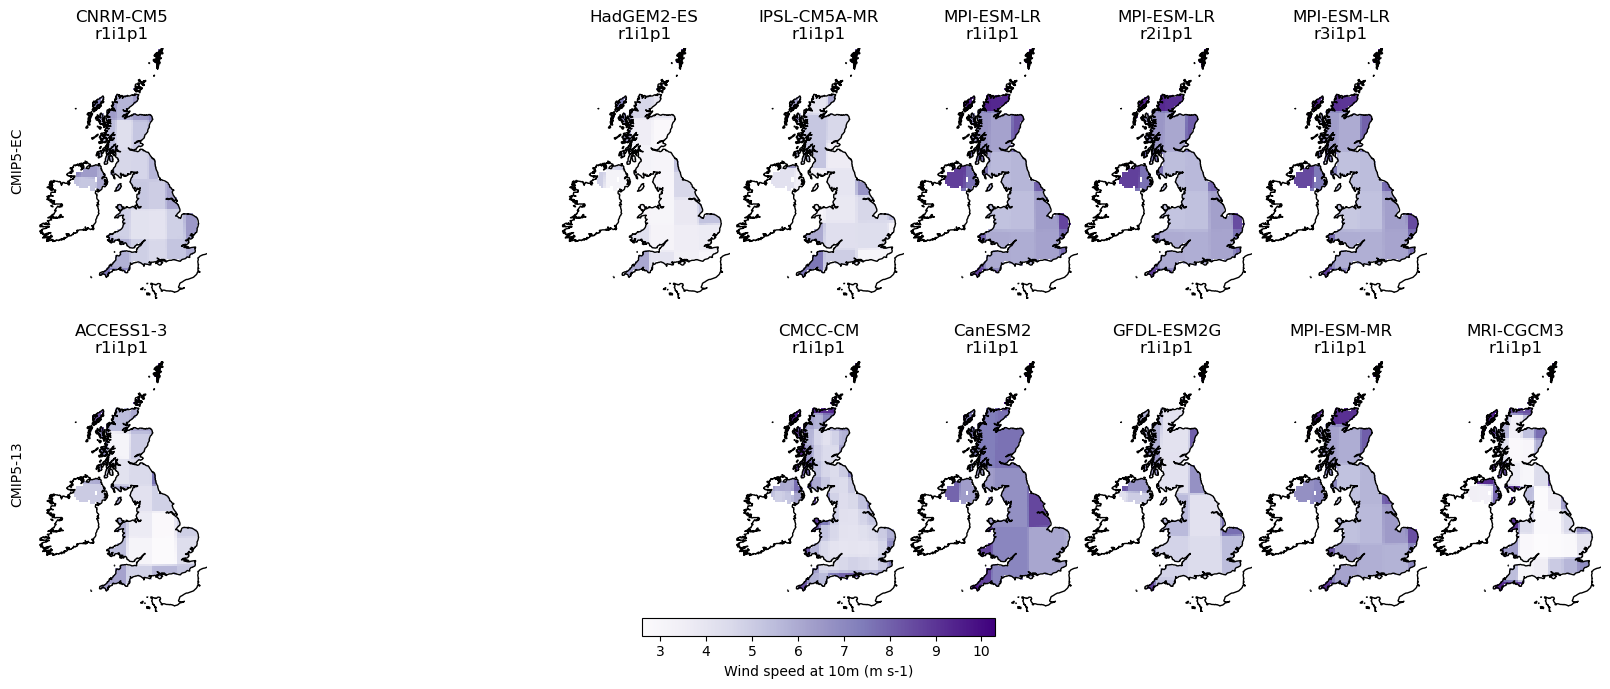 CNRM-CM5
r1i1p1
HadGEM2-ES
r1i1p1
IPSL-CM5A-MR
r1i1p1
MPI-ESM-LR
r1i1p1
MPI-ESM-LR
r2i1p1
MPI-ESM-LR
r3i1p1
CMIP5-EC
ACCESS1-3
r1i1p1
CMCC-CM
r1i1p1
CanESM2
r1i1p1
GFDL-ESM2G
r1i1p1
MPI-ESM-MR
r1i1p1
MRI-CGCM3
r1i1p1
CMIP5-13
3 4 5 6 7 8 9 10
Wind speed at 10m (m s-1)